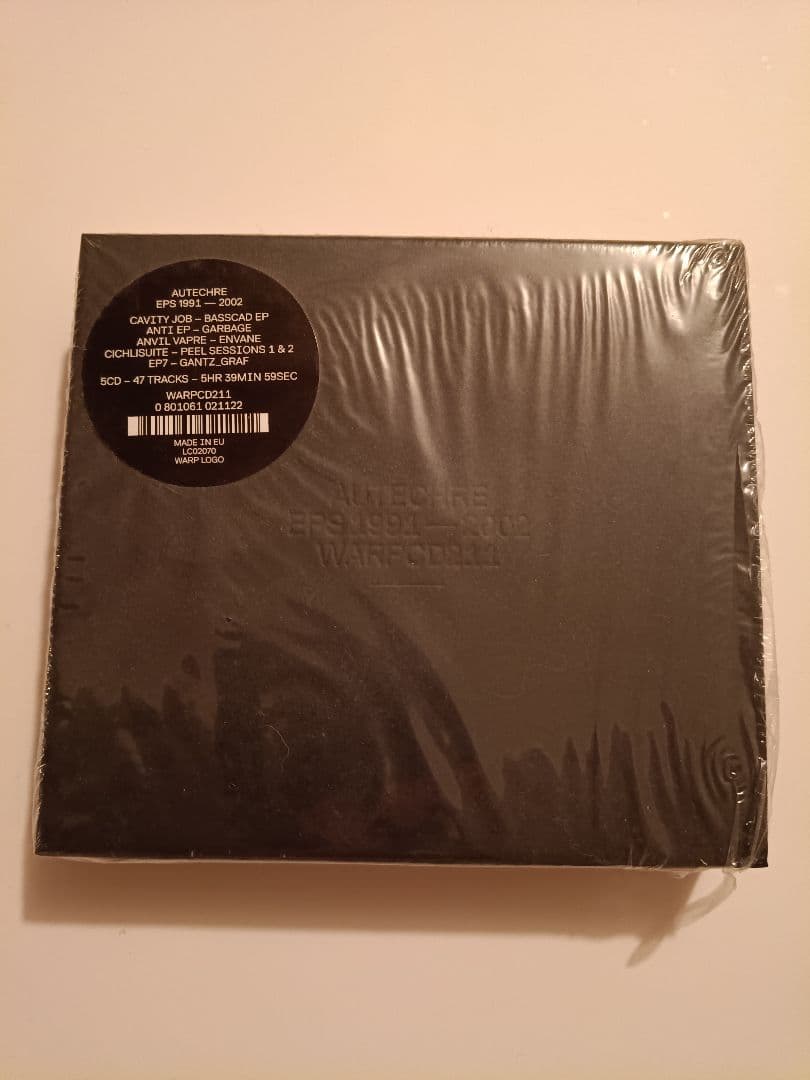 AUTECHRE
EPS 1991 — 2002
CAVITY JOB – BASSCAD EP
ANTI EP – GARBAGE
ANVIL VAPRE – ENVANE
CICHLISUITE – PEEL SESSIONS 1 & 2
EP7 – GANTZ_GRAF
5CD – 47 TRACKS – 5HR 39MIN 59SEC
WARPCD211
0 801061 021122
MADE IN EU
LC02070
WARP LOGO
AUTECHRE
EPS 1991 — 2002
WARPCD211